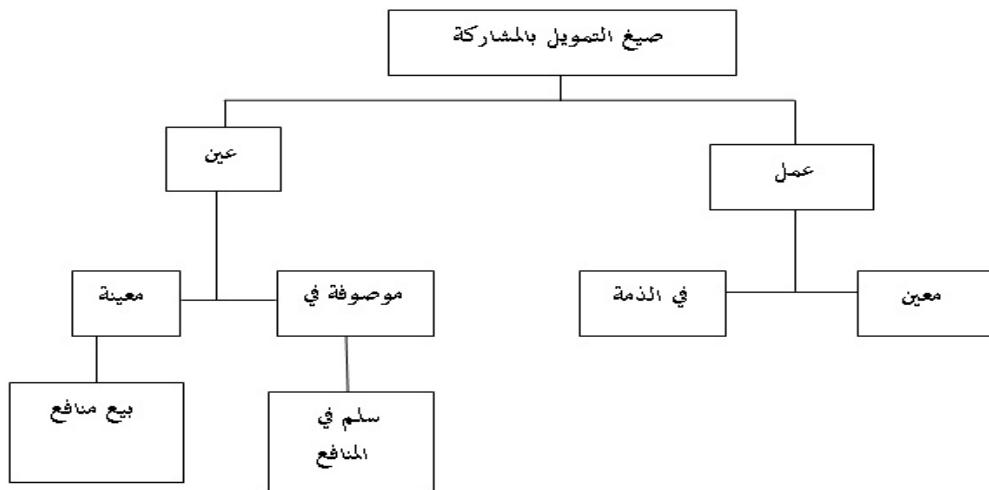 صيغ التمويل بالمشاركة
عمل
عين
معين
في الذمة
موصوفة في
معينة
سلم في
المنافع
بيع منافع